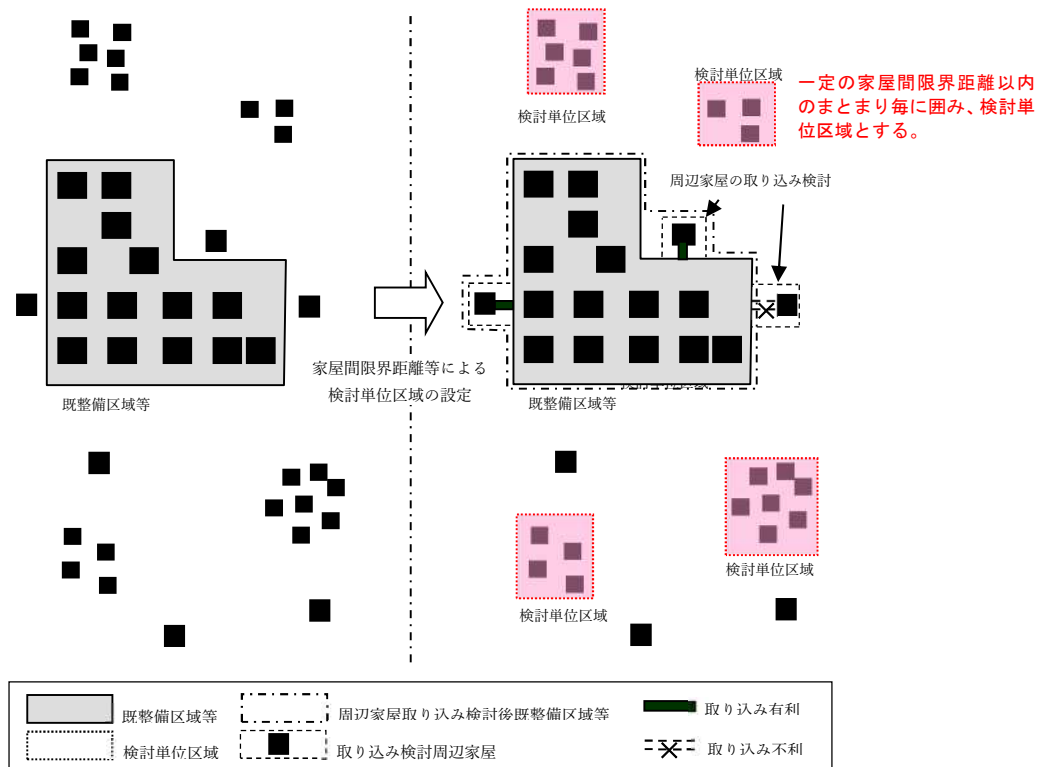 検討単位区域
検討単位区域
一定の家屋間限界距離以内
のまとまり毎に囲み、検討単
位区域とする。
周辺家屋の取り込み検討
家屋間限界距離等による
検討単位区域の設定
既整備区域等
既整備区域等
検討単位区域
検討単位区域
既整備区域等
周辺家屋取り込み検討後既整備区域等
取り込み有利
検討単位区域
取り込み検討周辺家屋
取り込み不利